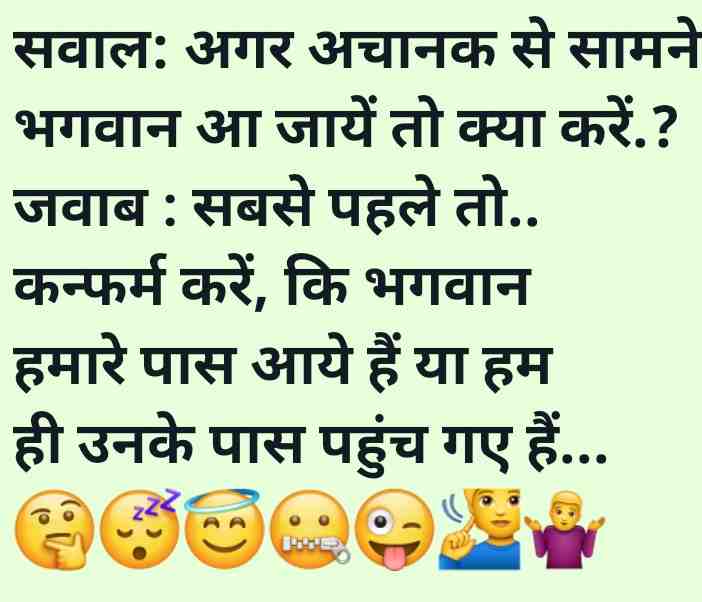 सवाल: अगर अचानक से सामने
भगवान आ जायें तो क्या करें.?
जवाब : सबसे पहले तो..
कन्फर्म करें, कि भगवान
हमारे पास आये हैं या हम
ही उनके पास पहुंच गए हैं...
🤔😴😇🤐😜🧏🤷